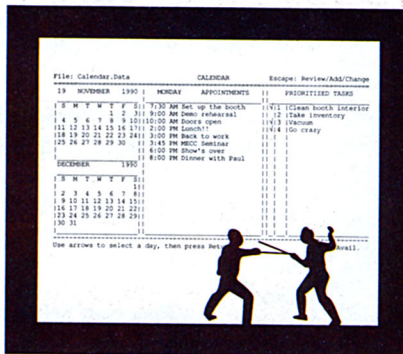 File: Calendar.Data CALENDAR Escape: Review/Add/Change
19 NOVEMBER 1990 || MONDAY APPOINTMENTS || PRIORITIZED TASKS
S M T W T F S
1 2 3
4 5 6 7 8 9 10
11 12 13 14 15 16 17
18 19 20 21 22 23 24
25 26 27 28 29 30
DECEMBER 1990
S M T W T F S
1
2 3 4 5 6 7 8
9 10 11 12 13 14 15
16 17 18 19 20 21 22
23 24 25 26 27 28 29
30 31
7:30 AM Set up the booth
9:00 AM Demo rehearsal
10:00 AM Doors open
2:00 PM Lunch!!
3:00 PM Back to work
3:45 PM MECC Seminar
6:00 PM Show's over
8:00 PM Dinner with Paul
|√|1 |Clean booth interior
| |2 |Take inventory
|√|3 |Vacuum
|√|4 |Go crazy
Use arrows to select a day, then press Avail.